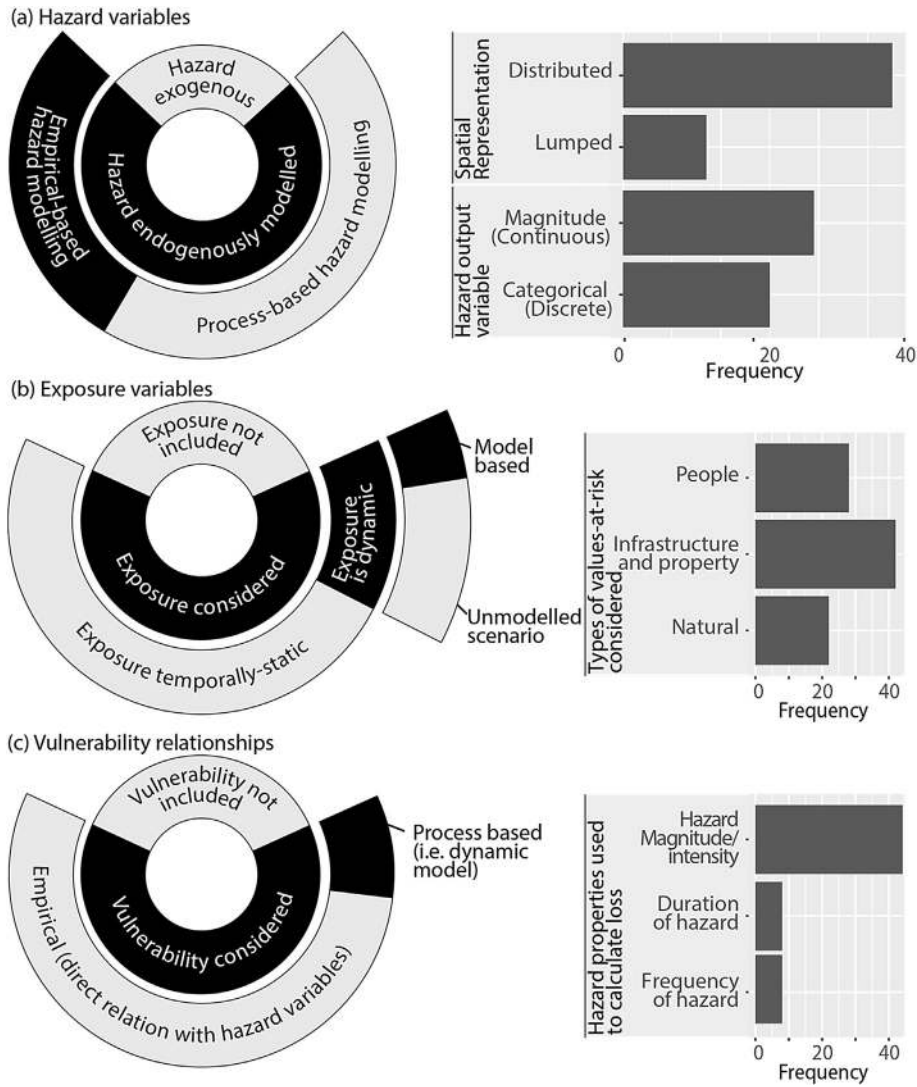 (a) Hazard variables
Hazard
exogenous
Hazard endogenously modelled
Empirical-based
hazard modelling
Process-based hazard modelling
Spatial
Representation
Distributed
Lumped
Hazard output
variable
Magnitude
(Continuous)
Categorical
(Discrete)
0 20 40
Frequency
(b) Exposure variables
Exposure not
included
Exposure considered
Exposure
is dynamic
Exposure temporally-static
Model
based
Unmodelled
scenario
Types of values-at-risk
considered
People
Infrastructure
and property
Natural
0 20 40
Frequency
(c) Vulnerability relationships
Vulnerability not
included
Vulnerability considered
Process based
(i.e. dynamic
model)
Empirical (direct relation with hazard variables)
Hazard properties used
to calculate loss
Hazard
Magnitude/
intensity
Duration
of hazard
Frequency
of hazard
0 20 40
Frequency